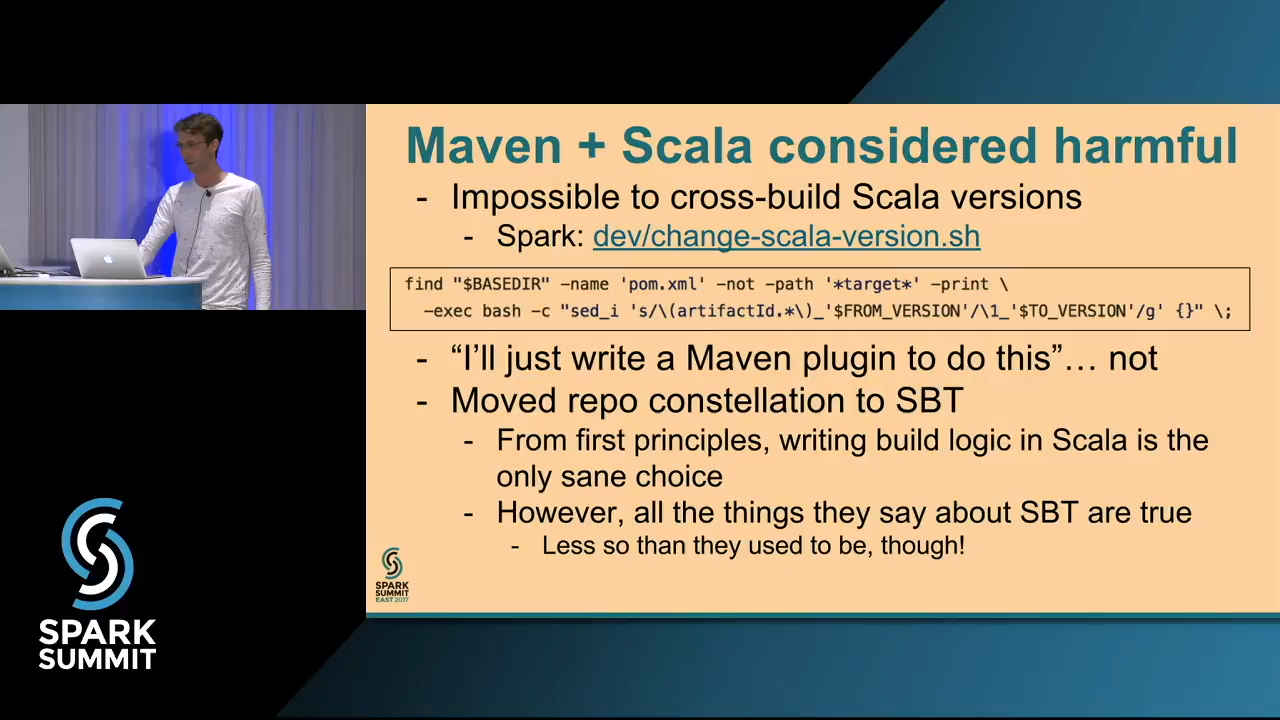 Maven + Scala considered harmful
- Impossible to cross-build Scala versions
- Spark: dev/change-scala-version.sh
find "$BASEDIR" -name 'pom.xml' -not -path '*target*' -print \
-exec bash -c "sed_i 's/\(artifactId.*\)_'$FROM_VERSION'/\1_'$TO_VERSION'/g' {}" \;
- “I’ll just write a Maven plugin to do this”… not
- Moved repo constellation to SBT
- From first principles, writing build logic in Scala is the
only sane choice
- However, all the things they say about SBT are true
- Less so than they used to be, though!
SPARK
SUMMIT
EAST 2017
SPARK
SUMMIT